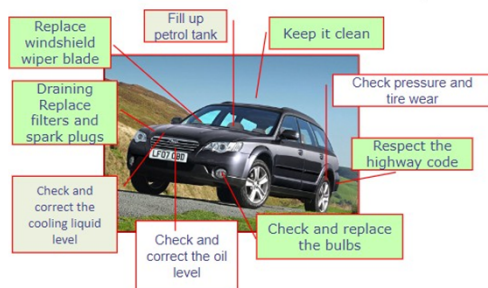 Replace
windshield
wiper blade
Fill up
petrol tank
Keep it clean
Check pressure and
tire wear
Draining
Replace
filters and
spark plugs
Respect the
highway code
LF07 OBD
Check and
correct the
cooling liquid
level
Check and
correct the oil
level
Check and replace
the bulbs